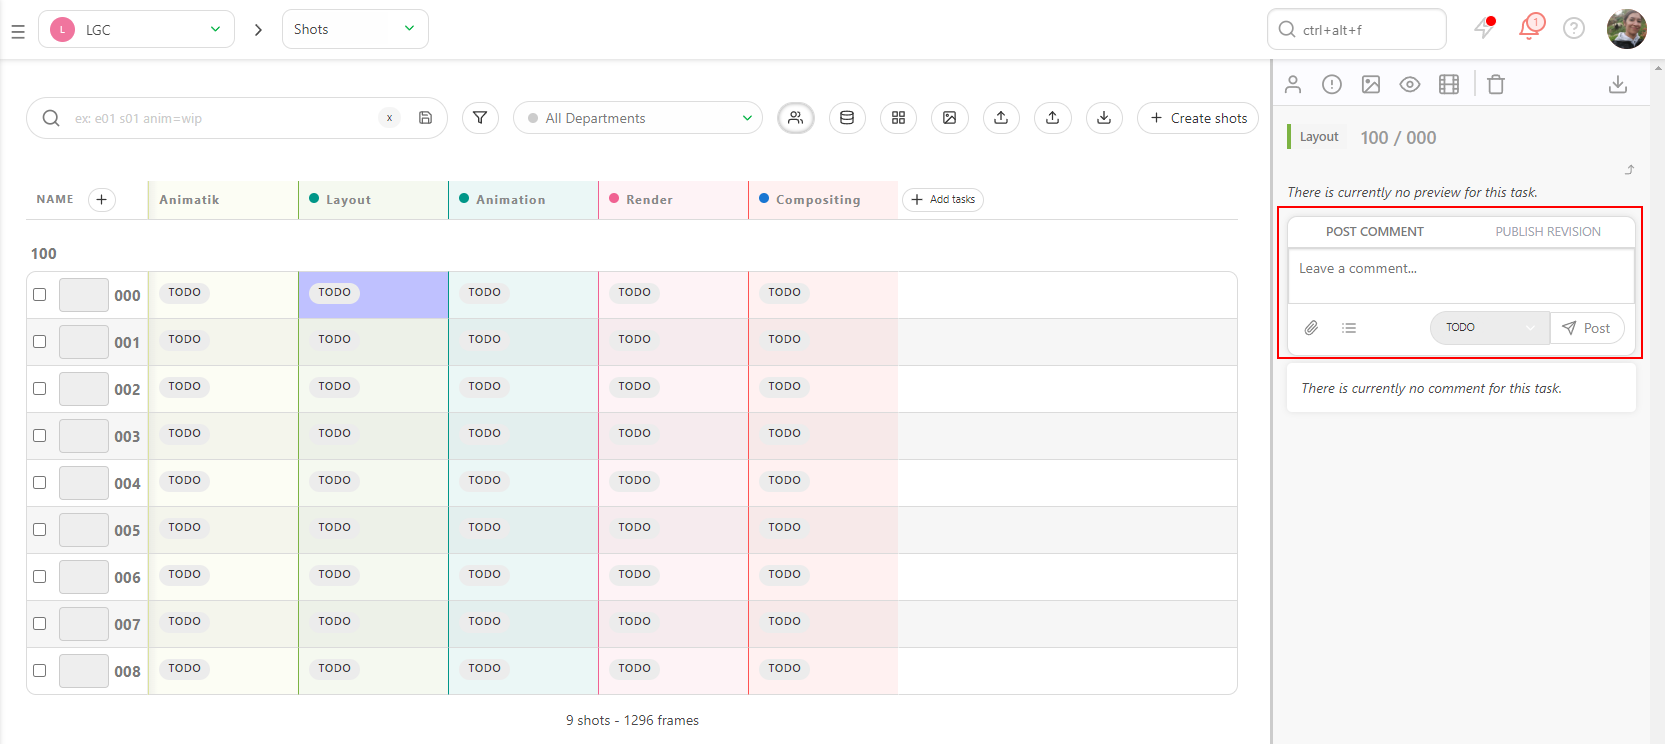 L LGC Shots ctrl+alt+f 1
ex: e01 s01 anim=wip x All Departments Create shots
Layout 100 / 000
There is currently no preview for this task.
NAME Animatik Layout Animation Render Compositing Add tasks
POST COMMENT PUBLISH REVISION
Leave a comment...
TODO Post
There is currently no comment for this task.
100
000 TODO TODO TODO TODO TODO
001 TODO TODO TODO TODO TODO
002 TODO TODO TODO TODO TODO
003 TODO TODO TODO TODO TODO
004 TODO TODO TODO TODO TODO
005 TODO TODO TODO TODO TODO
006 TODO TODO TODO TODO TODO
007 TODO TODO TODO TODO TODO
008 TODO TODO TODO TODO TODO
9 shots - 1296 frames